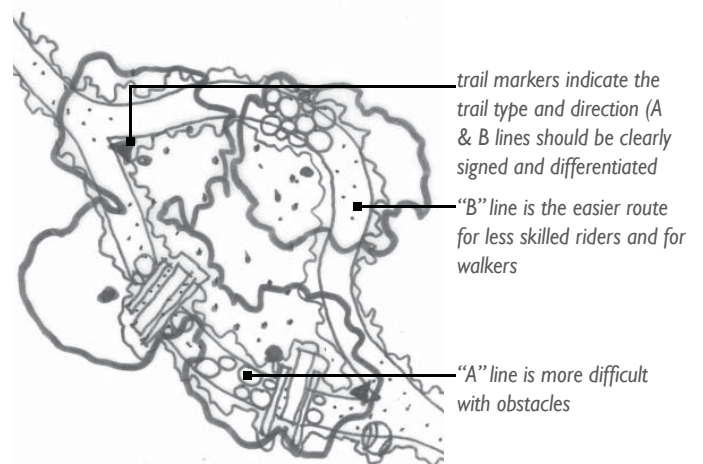 trail markers indicate the
trail type and direction (A
& B lines should be clearly
signed and differentiated
“B” line is the easier route
for less skilled riders and for
walkers
“A” line is more difficult
with obstacles